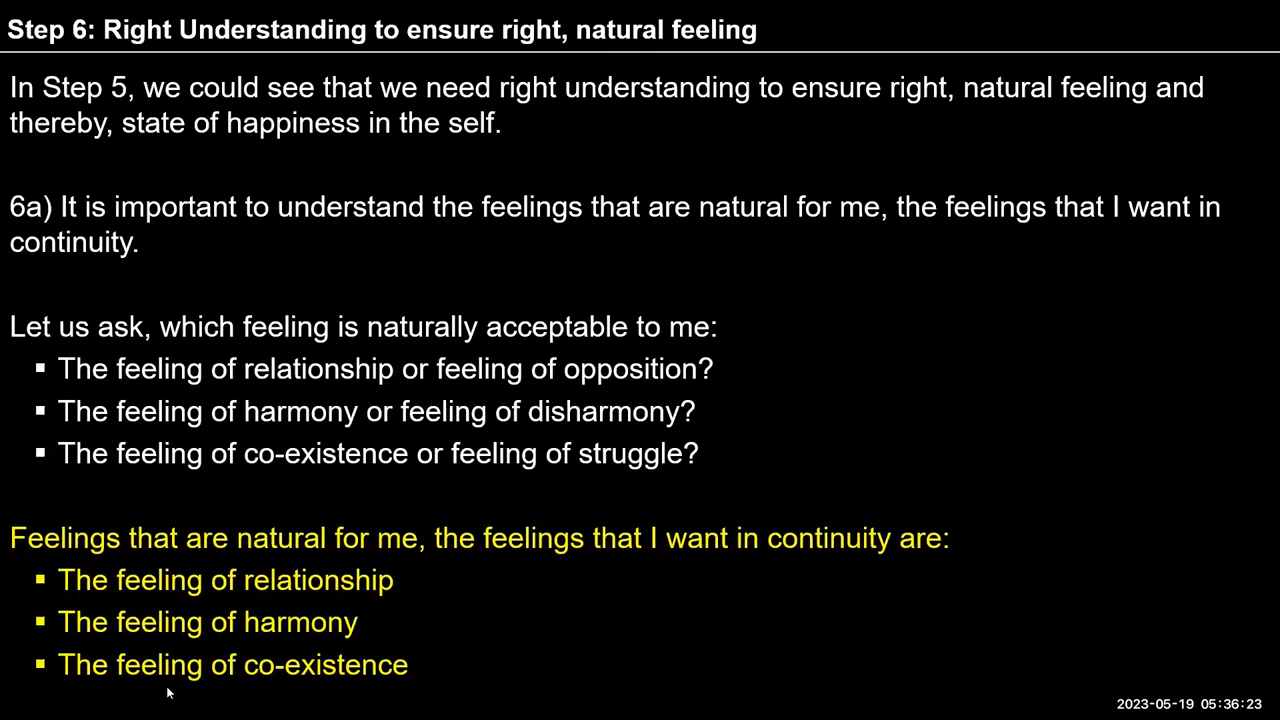 Step 6: Right Understanding to ensure right, natural feeling
In Step 5, we could see that we need right understanding to ensure right, natural feeling and
thereby, state of happiness in the self.
6a) It is important to understand the feelings that are natural for me, the feelings that I want in
continuity.
Let us ask, which feeling is naturally acceptable to me:
▪ The feeling of relationship or feeling of opposition?
▪ The feeling of harmony or feeling of disharmony?
▪ The feeling of co-existence or feeling of struggle?
Feelings that are natural for me, the feelings that I want in continuity are:
▪ The feeling of relationship
▪ The feeling of harmony
▪ The feeling of co-existence
2023-05-19 05:36:23